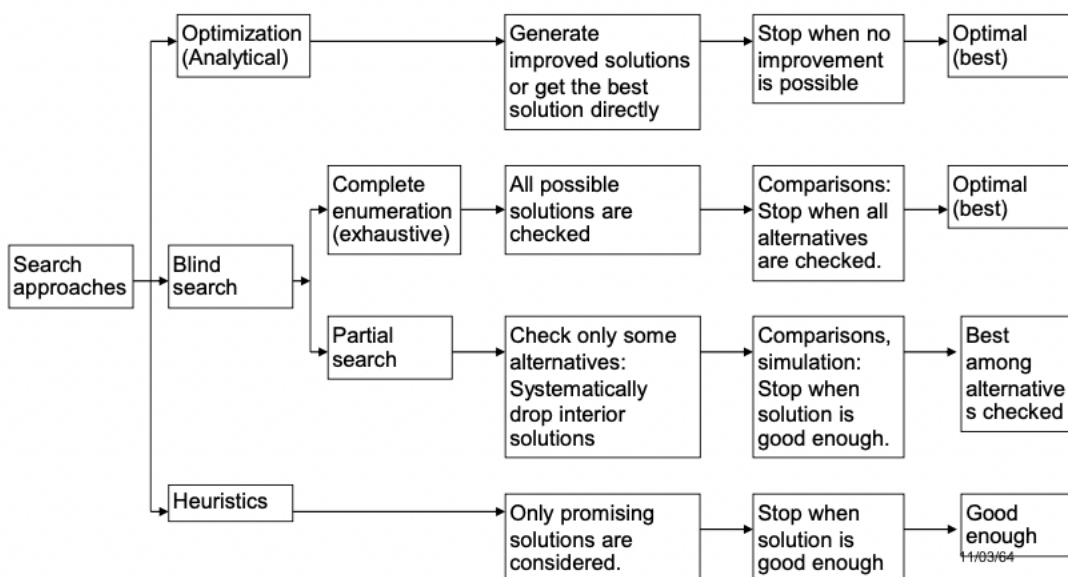 Optimization
(Analytical)
Generate
improved solutions
or get the best
solution directly
Stop when no
improvement
is possible
Optimal
(best)
Complete
enumeration
(exhaustive)
All possible
solutions are
checked
Comparisons:
Stop when all
alternatives
are checked.
Optimal
(best)
Search
approaches
Blind
search
Partial
search
Check only some
alternatives:
Systematically
drop interior
solutions
Comparisons,
simulation:
Stop when
solution is
good enough.
Best
among
alternative
s checked
Heuristics
Only promising
solutions are
considered.
Stop when
solution is
good enough
Good
enough
11/03/64